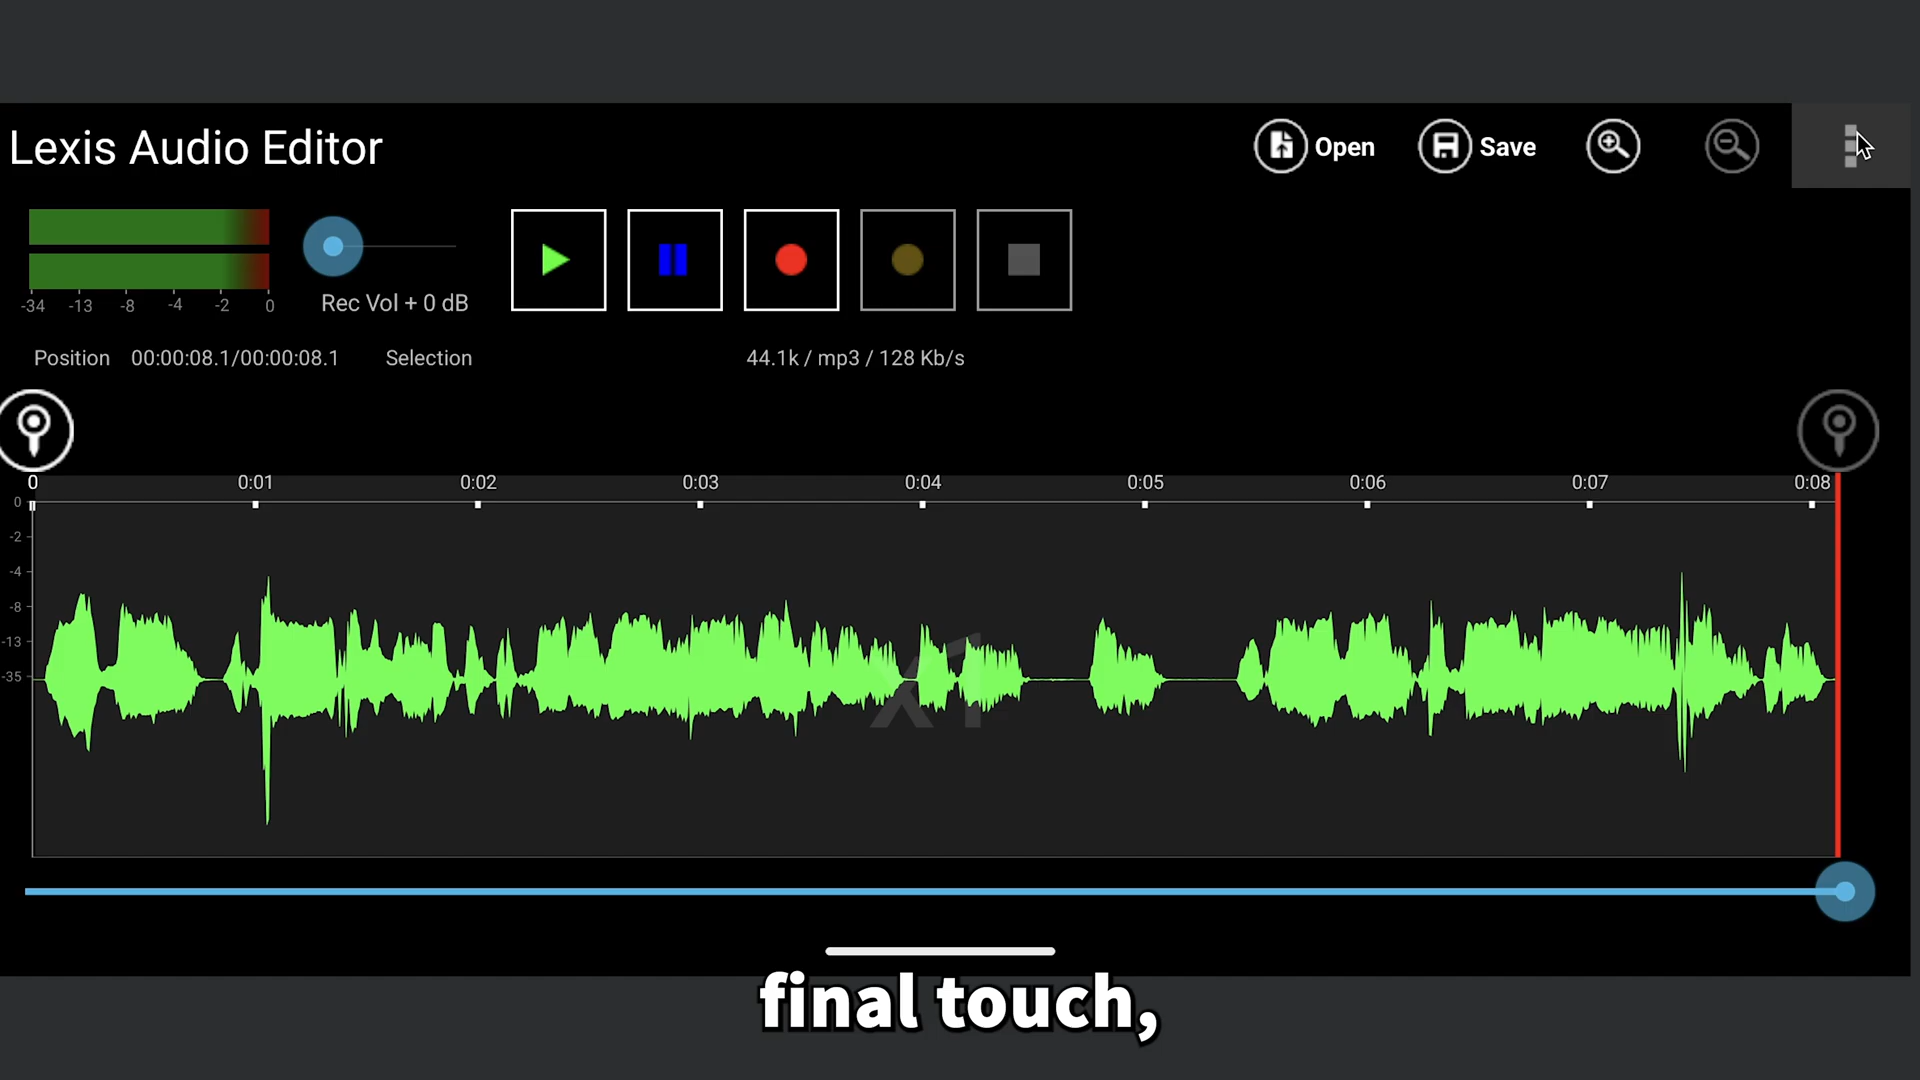 Lexis Audio Editor
Open
Save
-34 -13 -8 -4 -2 0
Rec Vol + 0 dB
Position 00:00:08.1/00:00:08.1 Selection 44.1k / mp3 / 128 Kb/s
0 0:01 0:02 0:03 0:04 0:05 0:06 0:07 0:08
0
-2
-4
-8
-13
-35
x1
final touch,